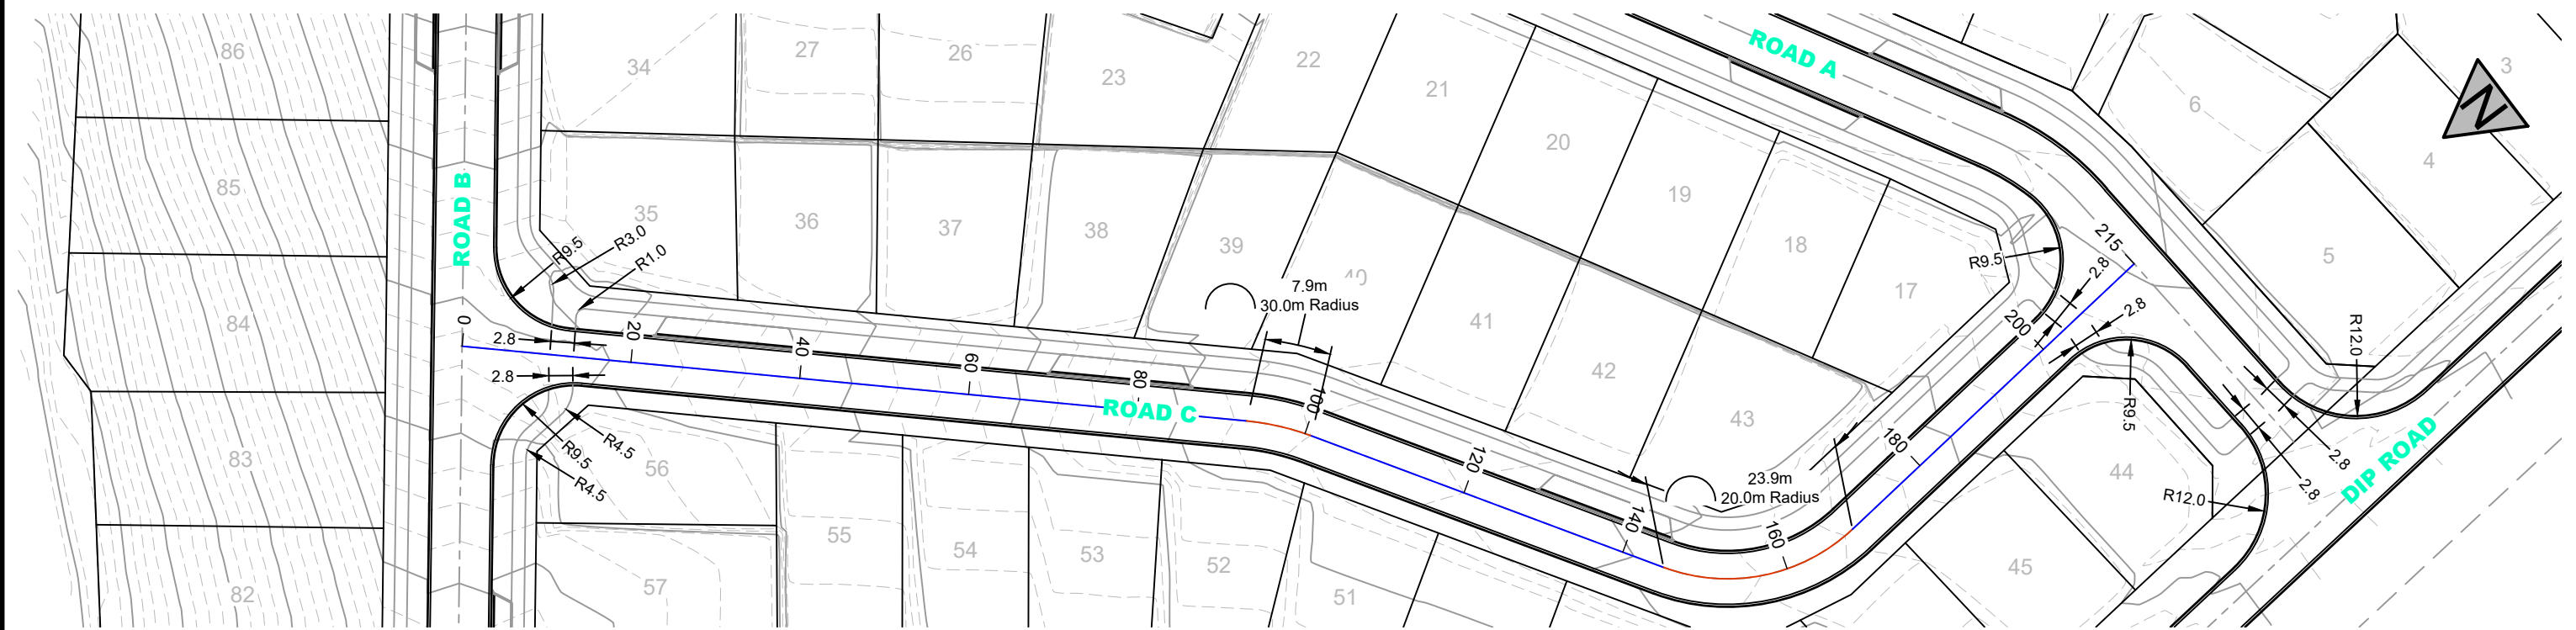 86
85
84
83
82
ROAD B
34
27
26
23
22
21
20
19
18
17
ROAD A
6
3
4
5
N
35
36
37
38
39
40
41
42
43
R9.5
R3.0
R1.0
7.9m
30.0m Radius
R9.5
215
2.8
2.8
R12.0
0
2.8
2.8
20
40
60
80
100
120
140
160
180
200
ROAD C
R9.5
R4.5
R4.5
23.9m
20.0m Radius
R9.5
R12.0
2.8
2.8
DIP ROAD
56
57
55
54
53
52
51
45
44